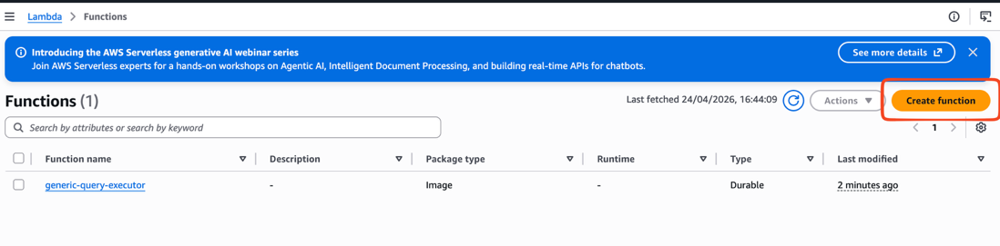 Lambda > Functions
Introducing the AWS Serverless generative AI webinar series
Join AWS Serverless experts for a hands-on workshops on Agentic AI, Intelligent Document Processing, and building real-time APIs for chatbots.
See more details
Functions (1)
Last fetched 24/04/2026, 16:44:09
Actions
Create function
Search by attributes or search by keyword
1
Function name Description Package type Runtime Type Last modified
generic-query-executor - Image - Durable 2 minutes ago